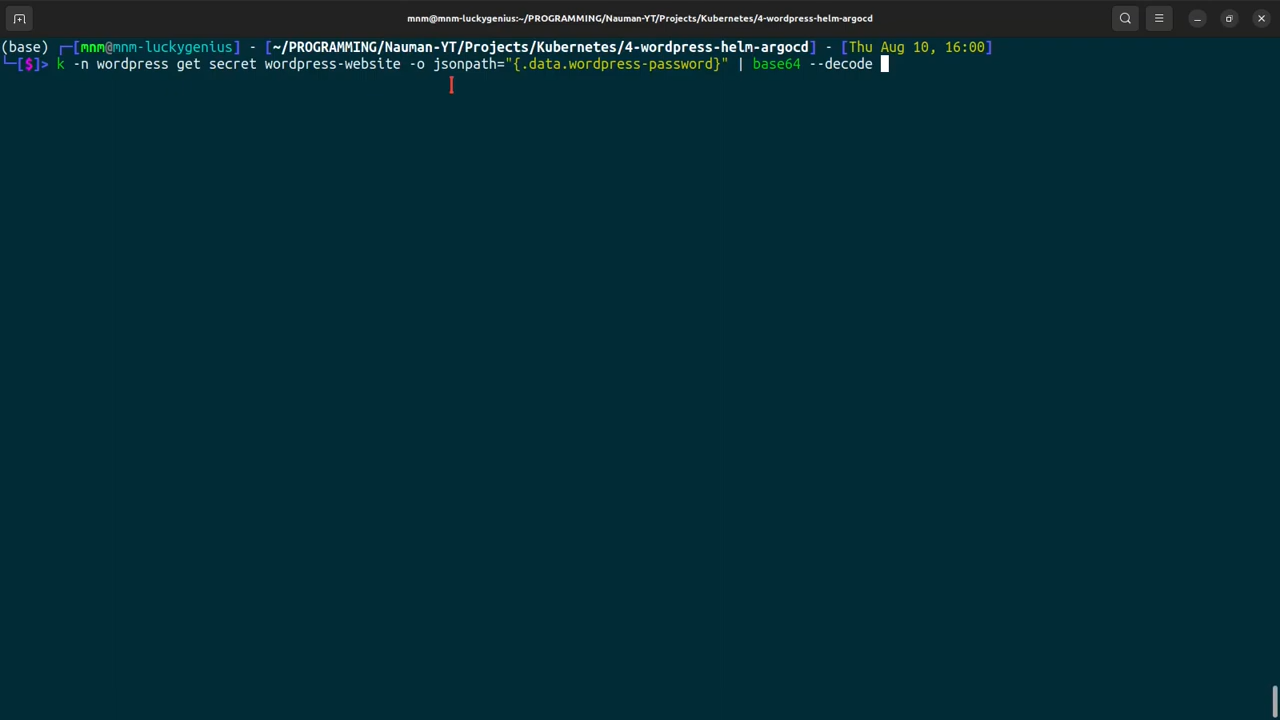 mnm@mnm-luckygenius:~/PROGRAMMING/Nauman-YT/Projects/Kubernetes/4-wordpress-helm-argocd
(base) ┌─[mnm@mnm-luckygenius] - [~/PROGRAMMING/Nauman-YT/Projects/Kubernetes/4-wordpress-helm-argocd] - [Thu Aug 10, 16:00]
└─[$]> k -n wordpress get secret wordpress-website -o jsonpath="{.data.wordpress-password}" | base64 --decode